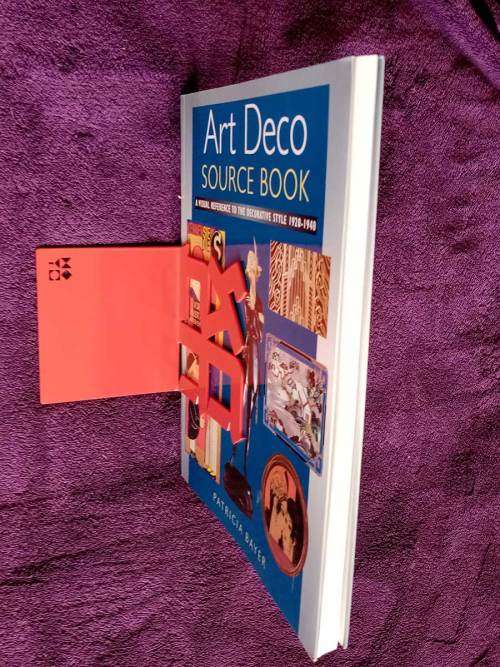 Art Deco
SOURCE BOOK
A VISUAL REFERENCE TO THE DECORATIVE STYLE 1920-1940
PATRICIA BAYER